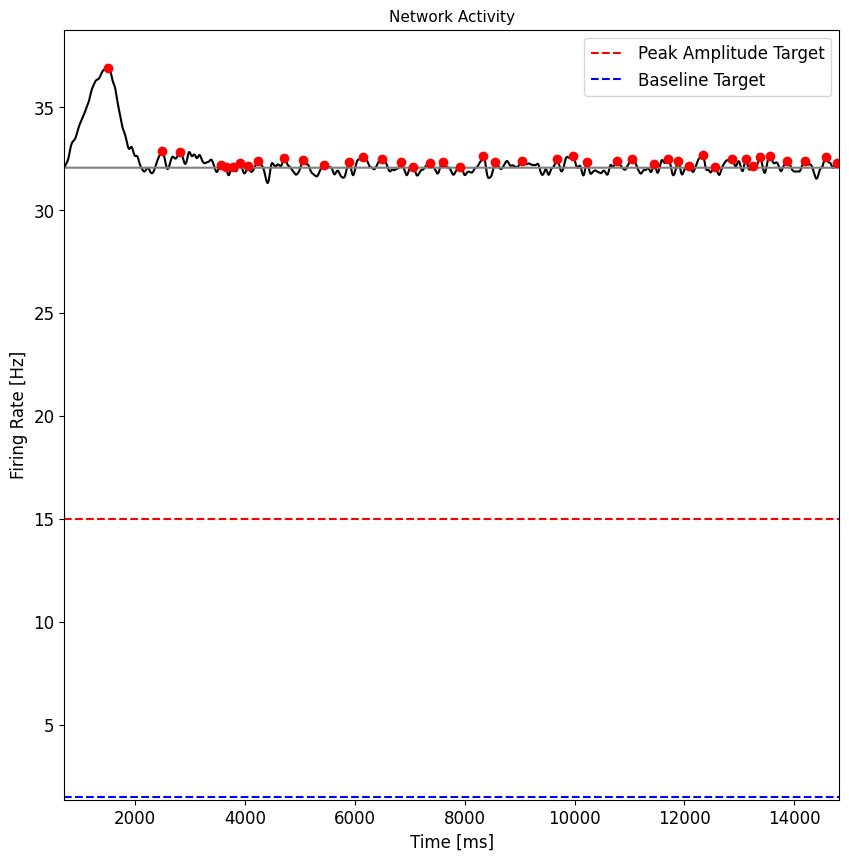 Network Activity
Peak Amplitude Target
Baseline Target
Firing Rate [Hz]
35
30
25
20
15
10
5
2000 4000 6000 8000 10000 12000 14000
Time [ms]